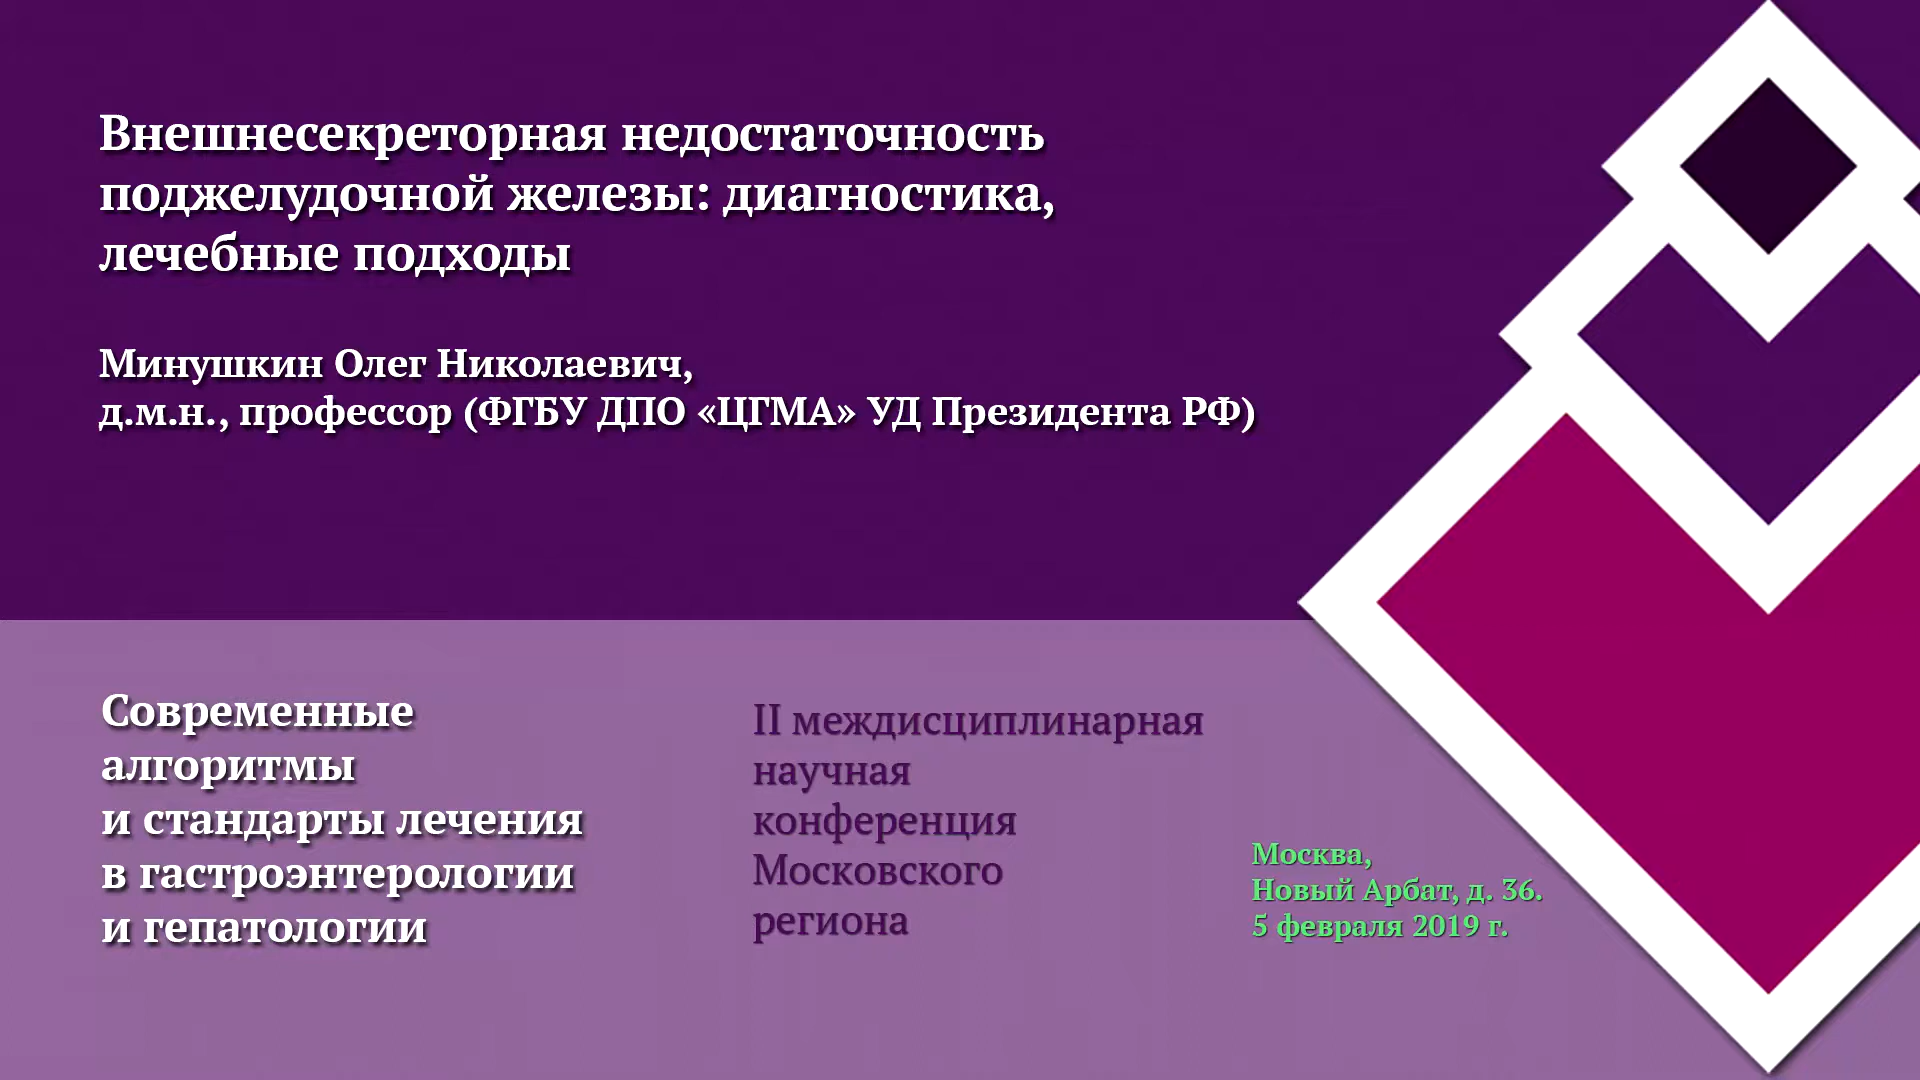 Внешнесекреторная недостаточность
поджелудочной железы: диагностика,
лечебные подходы
Минушкин Олег Николаевич,
д.м.н., профессор (ФГБУ ДПО «ЦГМА» УД Президента РФ)
Современные
алгоритмы
и стандарты лечения
в гастроэнтерологии
и гепатологии
II междисциплинарная
научная
конференция
Московского
региона
Москва,
Новый Арбат, д. 36.
5 февраля 2019 г.